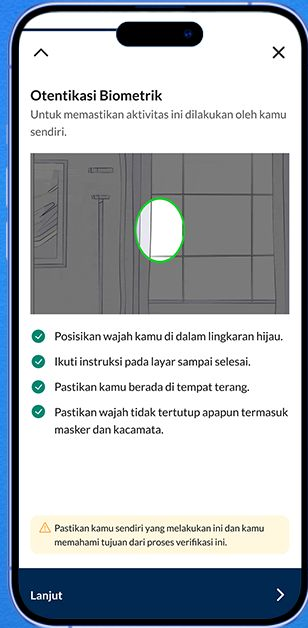 Otentikasi Biometrik
Untuk memastikan aktivitas ini dilakukan oleh kamu
sendiri.
Posisikan wajah kamu di dalam lingkaran hijau.
Ikuti instruksi pada layar sampai selesai.
Pastikan kamu berada di tempat terang.
Pastikan wajah tidak tertutup apapun termasuk
masker dan kacamata.
Pastikan kamu sendiri yang melakukan ini dan kamu
memahami tujuan dari proses verifikasi ini.
Lanjut